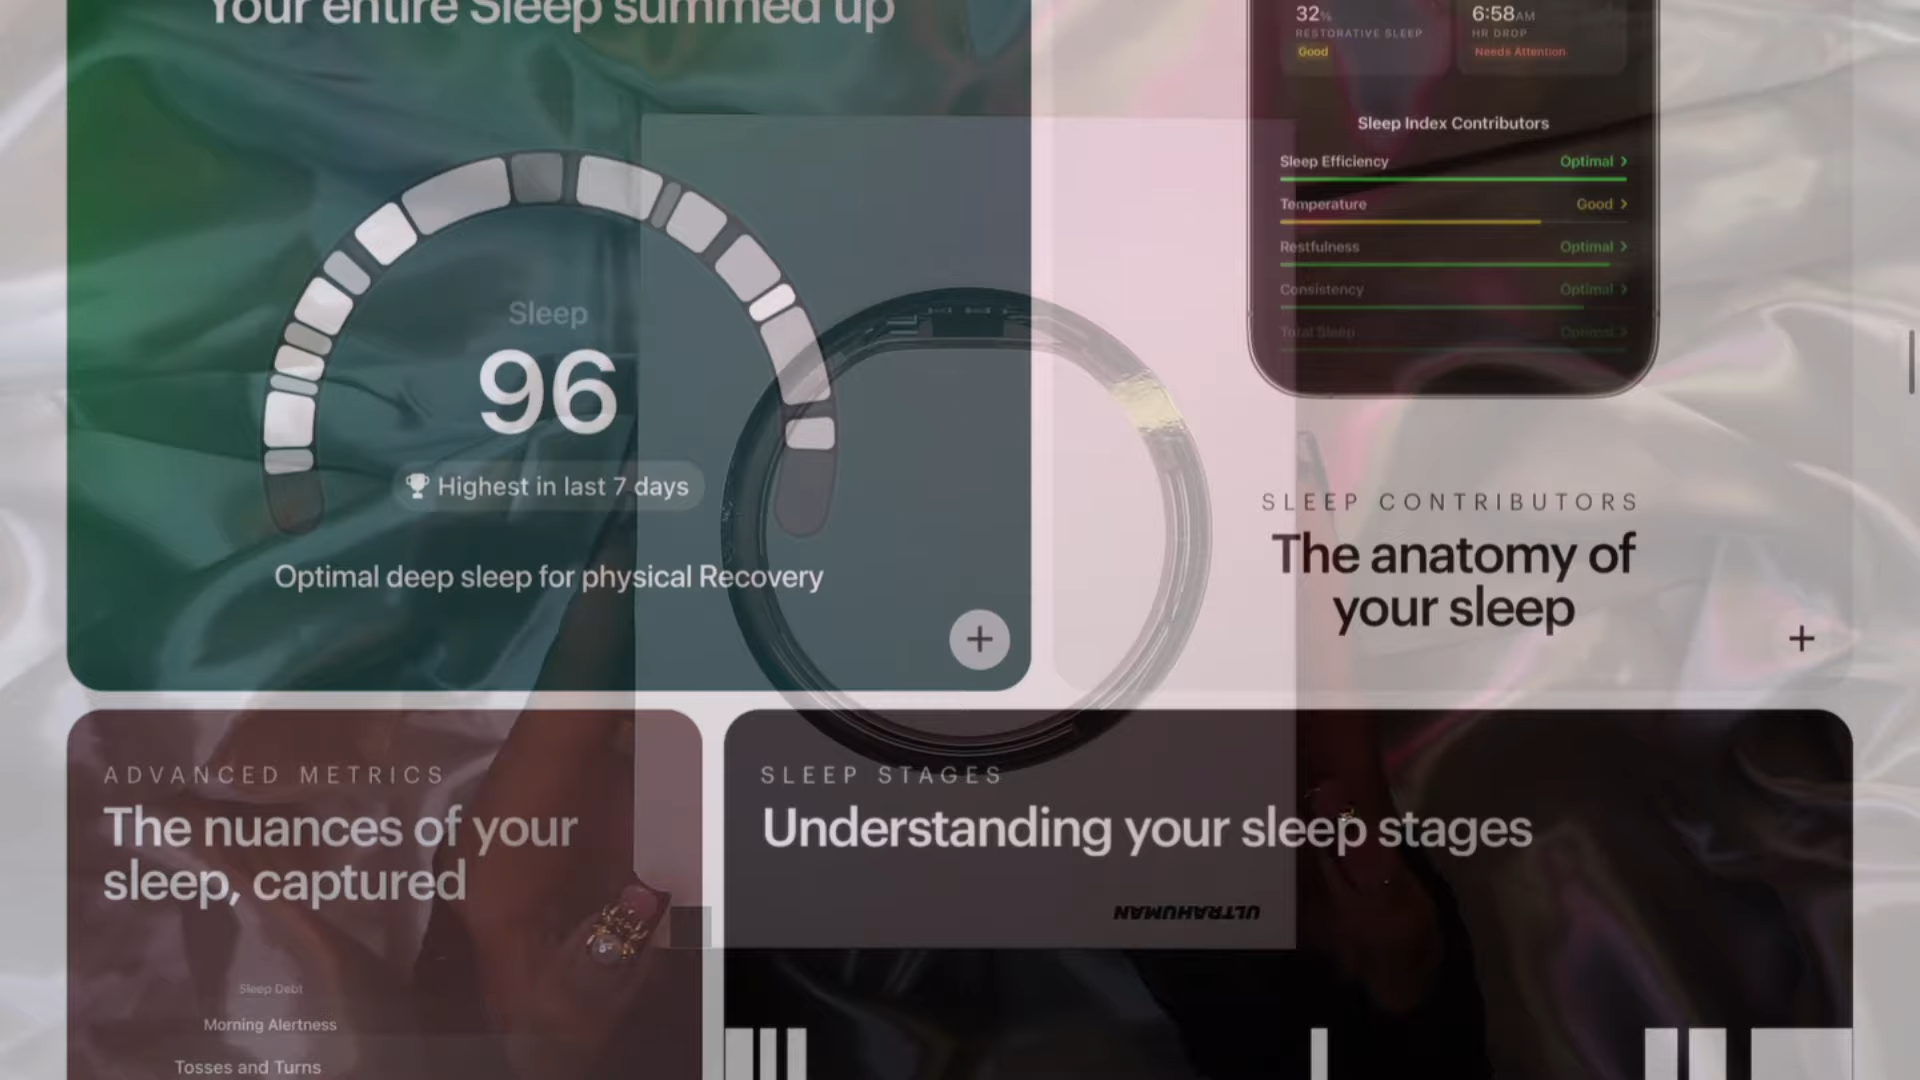 Your entire Sleep summed up
Sleep
96
Highest in last 7 days
Optimal deep sleep for physical Recovery
32%
RESTORATIVE SLEEP
Good
6:58AM
HR DROP
Needs Attention
Sleep Index Contributors
Sleep Efficiency Optimal
Temperature Good
Restfulness Optimal
Consistency Optimal
Total Sleep Optimal
SLEEP CONTRIBUTORS
The anatomy of
your sleep
ADVANCED METRICS
The nuances of your
sleep, captured
Sleep Debt
Morning Alertness
Tosses and Turns
SLEEP STAGES
Understanding your sleep stages
ULTRAHUMAN